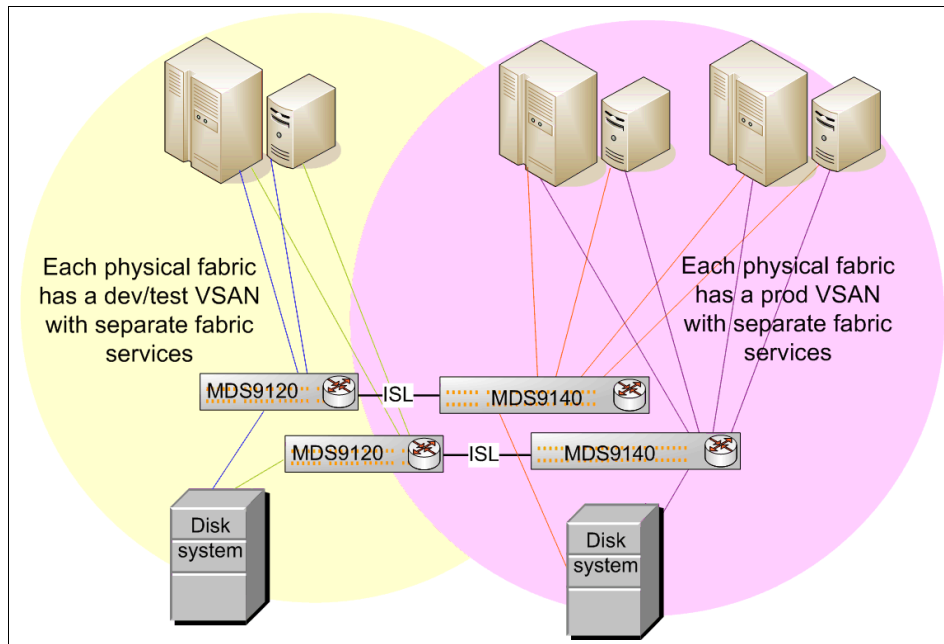 Each physical fabric
has a dev/test VSAN
with separate fabric
services
Each physical fabric
has a prod VSAN
with separate fabric
services
MDS9120
ISL
MDS9140
MDS9120
ISL
MDS9140
Disk
system
Disk
system